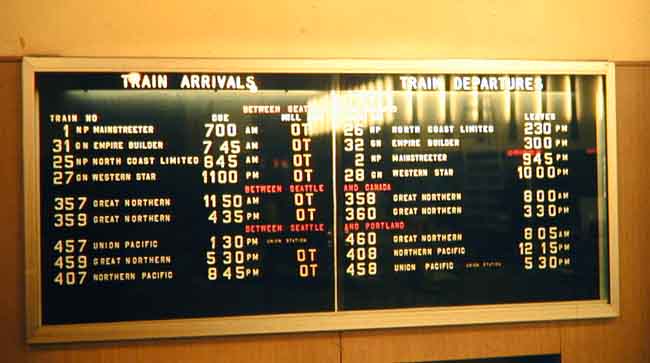 TRAIN ARRIVALS
TRAIN NO DUE WILL
BETWEEN SEATTLE
1 NP MAINSTREETER 700 AM OT
31 GN EMPIRE BUILDER 745 AM OT
25 NP NORTH COAST LIMITED 845 AM OT
27 GN WESTERN STAR 1100 PM OT
BETWEEN SEATTLE
357 GREAT NORTHERN 1150 AM OT
359 GREAT NORTHERN 435 PM OT
BETWEEN SEATTLE
457 UNION PACIFIC 130 PM UNION STATION
459 GREAT NORTHERN 530 PM OT
407 NORTHERN PACIFIC 845 PM OT
TRAIN DEPARTURES
LEAVES
26 NP NORTH COAST LIMITED 230 PM
32 GN EMPIRE BUILDER 300 PM
2 NP MAINSTREETER 945 PM
28 GN WESTERN STAR 1000 PM
AND CANADA
358 GREAT NORTHERN 800 AM
360 GREAT NORTHERN 330 PM
AND PORTLAND
460 GREAT NORTHERN 805 AM
408 NORTHERN PACIFIC 1215 PM
458 UNION PACIFIC UNION STATION 530 PM